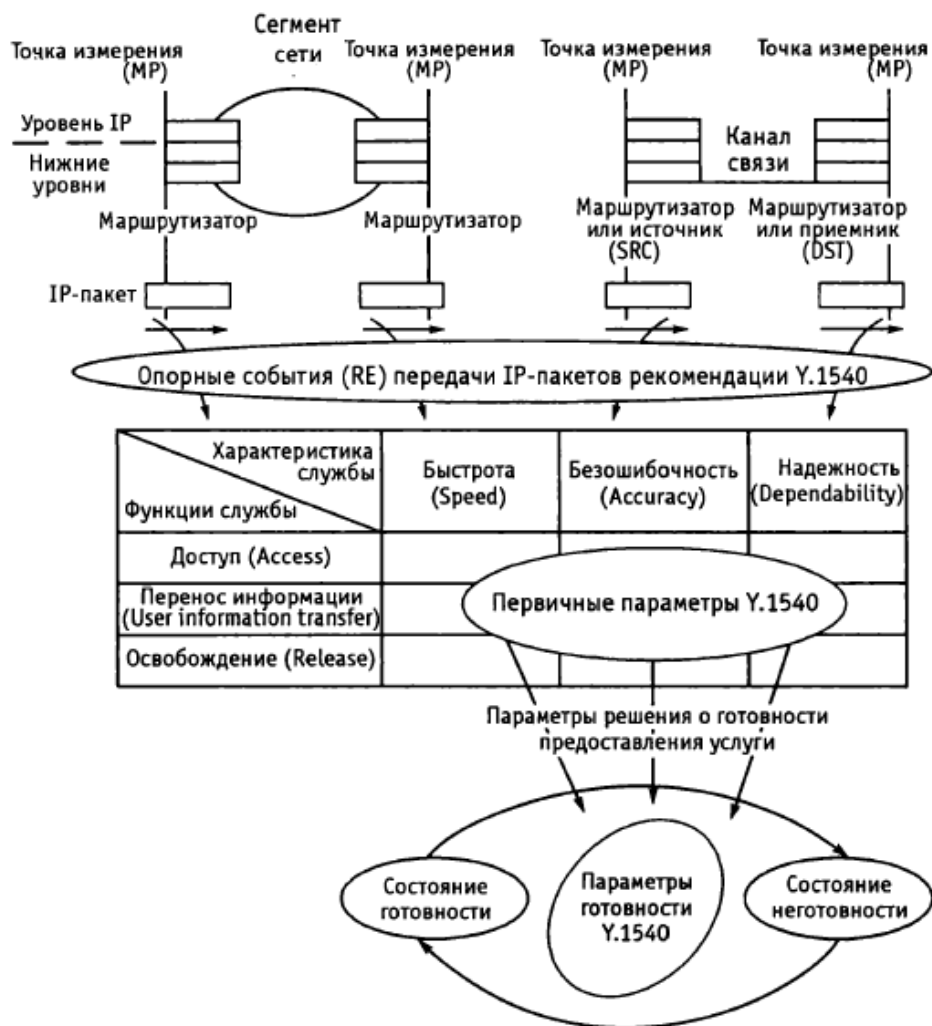 Сегмент
сети
Точка измерения
(MP)
Точка измерения
(MP)
Точка измерения
(MP)
Точка измерения
(MP)
Уровень IP
Нижние
уровни
Канал
связи
Маршрутизатор
Маршрутизатор
Маршрутизатор
или источник
(SRC)
Маршрутизатор
или приемник
(DST)
IP-пакет
Опорные события (RE) передачи IP-пакетов рекомендации Y.1540
Характеристика
службы
Функции службы
Быстрота
(Speed)
Безошибочность
(Accuracy)
Надежность
(Dependability)
Доступ (Access)
Перенос информации
(User information transfer)
Первичные параметры Y.1540
Освобождение (Release)
Параметры решения о готовности
предоставления услуги
Состояние
готовности
Параметры
готовности
Y.1540
Состояние
неготовности